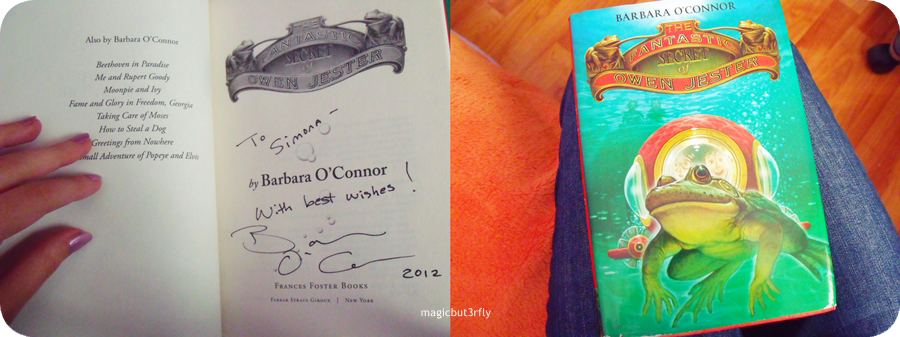 Also by Barbara O'Connor
Beethoven in Paradise
Me and Rupert Goody
Moonpie and Ivy
Fame and Glory in Freedom, Georgia
Taking Care of Moses
How to Steal a Dog
Greetings from Nowhere
Small Adventure of Popeye and Elvis
THE
FANTASTIC
SECRET
of
OWEN JESTER
To
Simona -
by Barbara O'Connor
With best wishes!
Barbara
O'Connor
2012
FRANCES FOSTER BOOKS
FARRAR STRAUS GIROUX | NEW YORK
BARBARA O'CONNOR
THE
FANTASTIC
SECRET
of
OWEN JESTER
magicbut3rfly